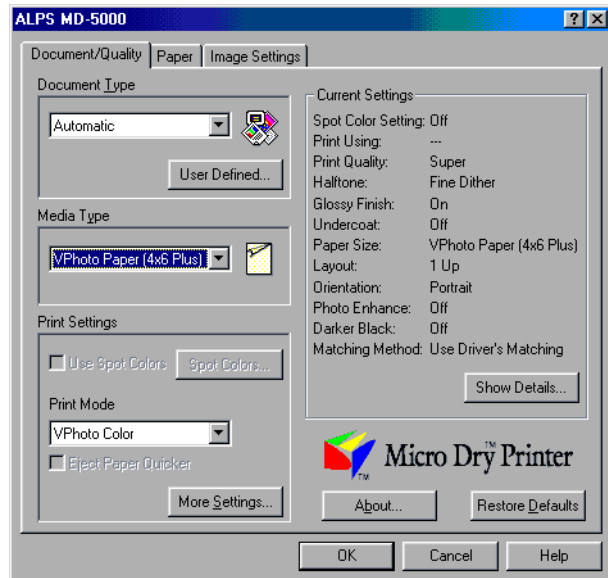 ALPS MD-5000
Document/Quality
Paper
Image Settings
Document Type
Automatic
User Defined...
Media Type
VPhoto Paper (4x6 Plus)
Print Settings
Use Spot Colors
Spot Colors...
Print Mode
VPhoto Color
Eject Paper Quicker
More Settings...
Current Settings
Spot Color Setting: Off
Print Using: ---
Print Quality: Super
Halftone: Fine Dither
Glossy Finish: On
Undercoat: Off
Paper Size: VPhoto Paper (4x6 Plus)
Layout: 1 Up
Orientation: Portrait
Photo Enhance: Off
Darker Black: Off
Matching Method: Use Driver's Matching
Show Details...
TM
Micro Dry™ Printer
About...
Restore Defaults
OK
Cancel
Help